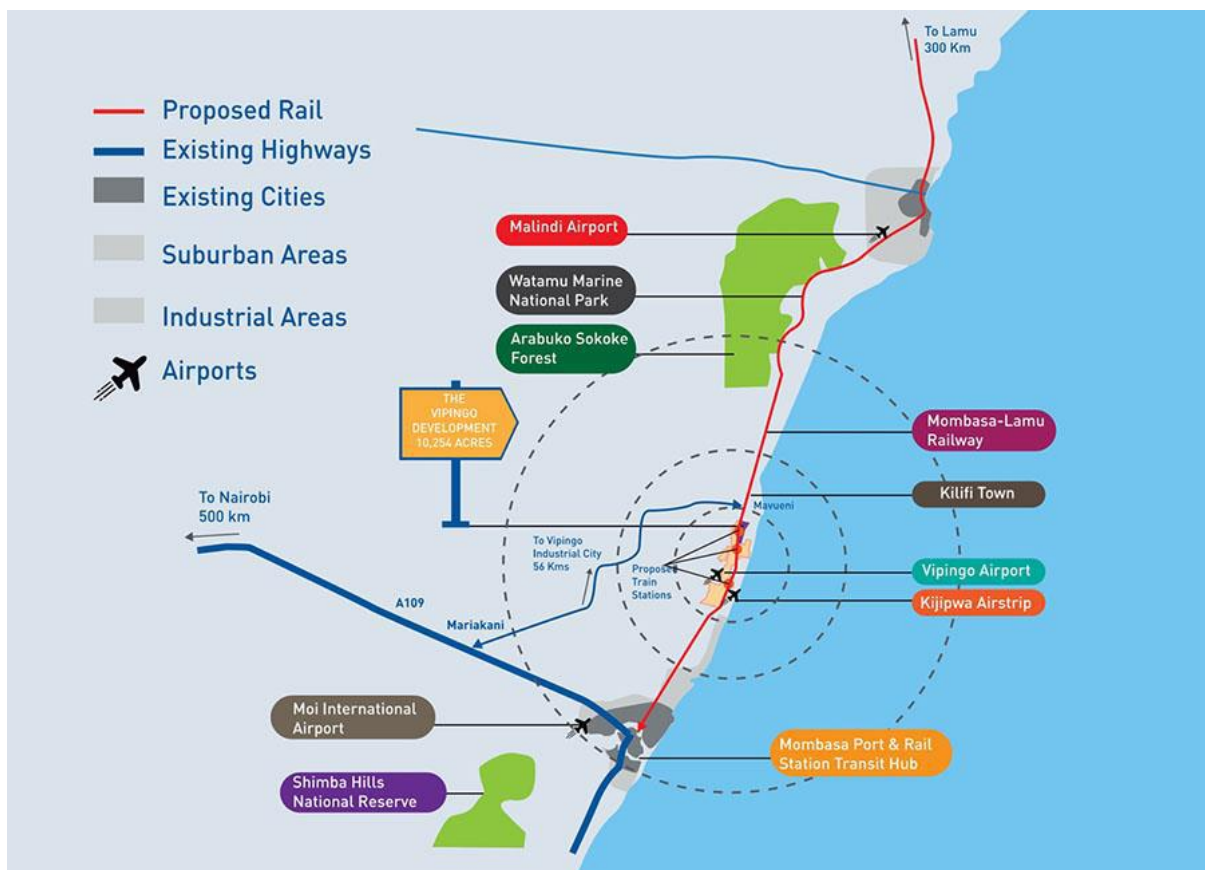 To Lamu
300 Km
Proposed Rail
Existing Highways
Existing Cities
Suburban Areas
Industrial Areas
Airports
Malindi Airport
Watamu Marine
National Park
Arabuko Sokoke
Forest
THE
VIPINGO
DEVELOPMENT
10,254 ACRES
Mombasa-Lamu
Railway
Kilifi Town
Mavueni
To Nairobi
500 km
To Vipingo
Industrial City
56 Kms
Propose
Train
Stations
Vipingo Airport
Kijipwa Airstrip
A109
Mariakani
Moi International
Airport
Mombasa Port & Rail
Station Transit Hub
Shimba Hills
National Reserve